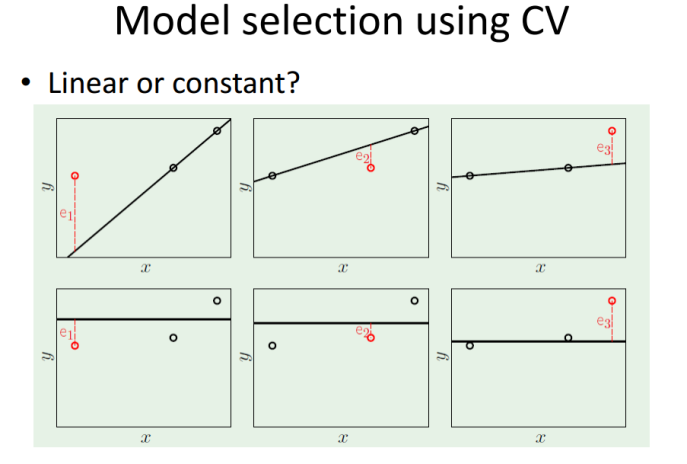 Model selection using CV
• Linear or constant?
y e1 x
y e2 x
y e3 x
y e1 x
y e2 x
y e3 x